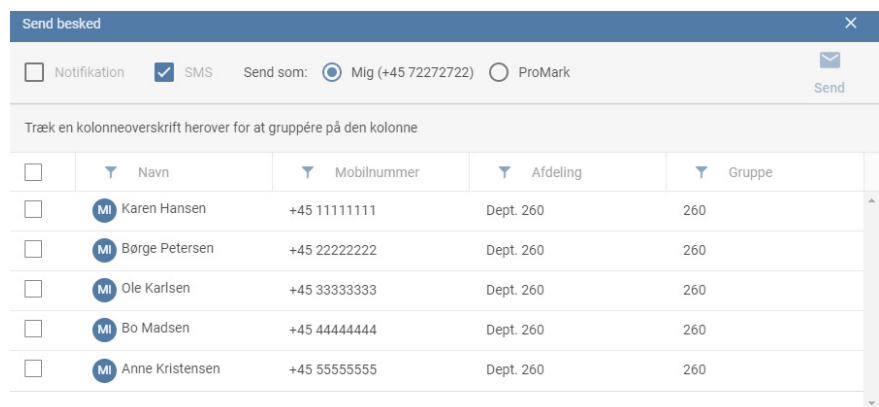 Send besked
Notifikation SMS Send som: Mig (+45 72272722) ProMark
Send
Træk en kolonneoverskrift herover for at gruppére på den kolonne
Navn Mobilnummer Afdeling Gruppe
MI Karen Hansen +45 11111111 Dept. 260 260
MI Børge Petersen +45 22222222 Dept. 260 260
MI Ole Karlsen +45 33333333 Dept. 260 260
MI Bo Madsen +45 44444444 Dept. 260 260
MI Anne Kristensen +45 55555555 Dept. 260 260